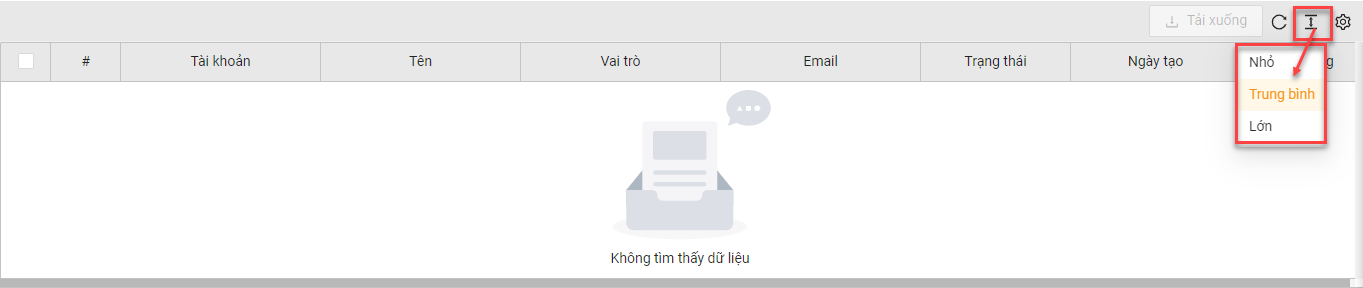 Tải xuống
# Tài khoản Tên Vai trò Email Trạng thái Ngày tạo
Nhỏ
Trung bình
Lớn
Không tìm thấy dữ liệu